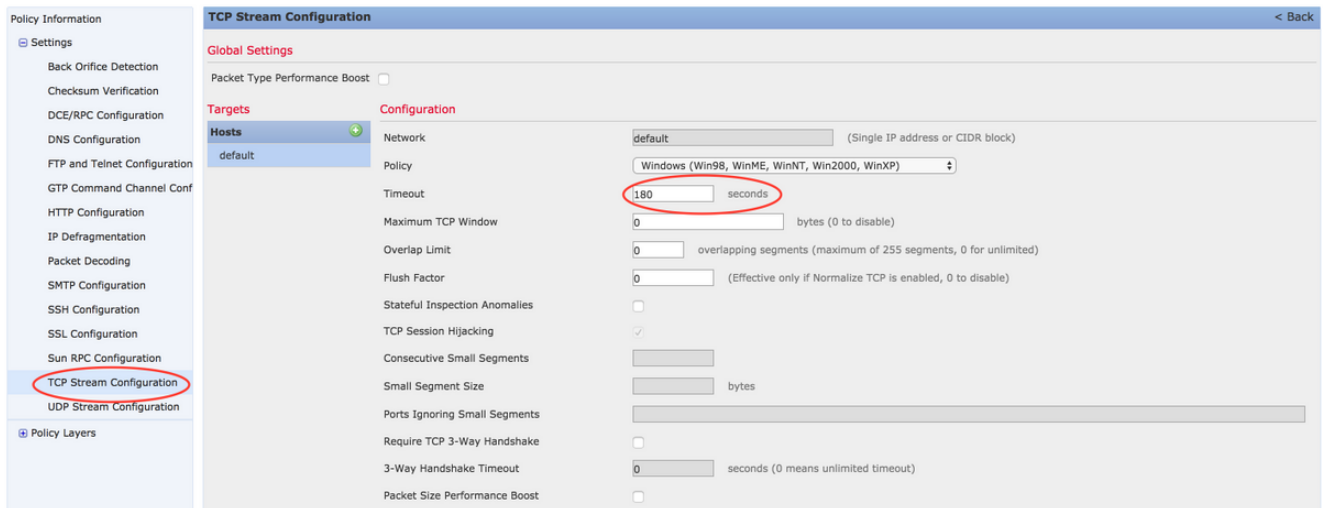 Policy Information
Settings
Back Orifice Detection
Checksum Verification
DCE/RPC Configuration
DNS Configuration
FTP and Telnet Configuration
GTP Command Channel Conf
HTTP Configuration
IP Defragmentation
Packet Decoding
SMTP Configuration
SSH Configuration
SSL Configuration
Sun RPC Configuration
TCP Stream Configuration
UDP Stream Configuration
Policy Layers
TCP Stream Configuration < Back
Global Settings
Packet Type Performance Boost
Targets
Hosts
default
Configuration
Network default (Single IP address or CIDR block)
Policy Windows (Win98, WinME, WinNT, Win2000, WinXP)
Timeout 180 seconds
Maximum TCP Window 0 bytes (0 to disable)
Overlap Limit 0 overlapping segments (maximum of 255 segments, 0 for unlimited)
Flush Factor 0 (Effective only if Normalize TCP is enabled, 0 to disable)
Stateful Inspection Anomalies
TCP Session Hijacking
Consecutive Small Segments
Small Segment Size bytes
Ports Ignoring Small Segments
Require TCP 3-Way Handshake
3-Way Handshake Timeout 0 seconds (0 means unlimited timeout)
Packet Size Performance Boost